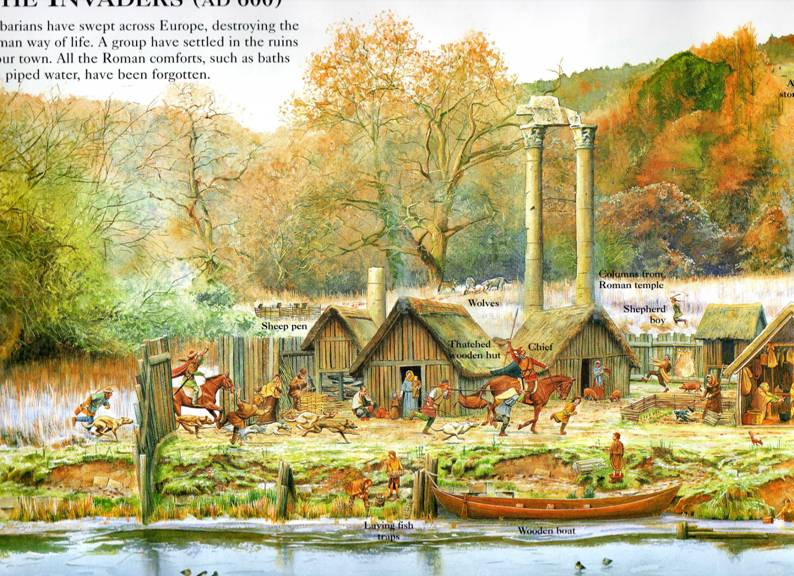 HE INVADERS (AD 600)
barians have swept across Europe, destroying the
man way of life. A group have settled in the ruins
ur town. All the Roman comforts, such as baths
piped water, have been forgotten.
A
sto
Columns from
Roman temple
Wolves
Shepherd
boy
Sheep pen
Thatched
wooden hut
Chief
Laying fish
traps
Wooden boat